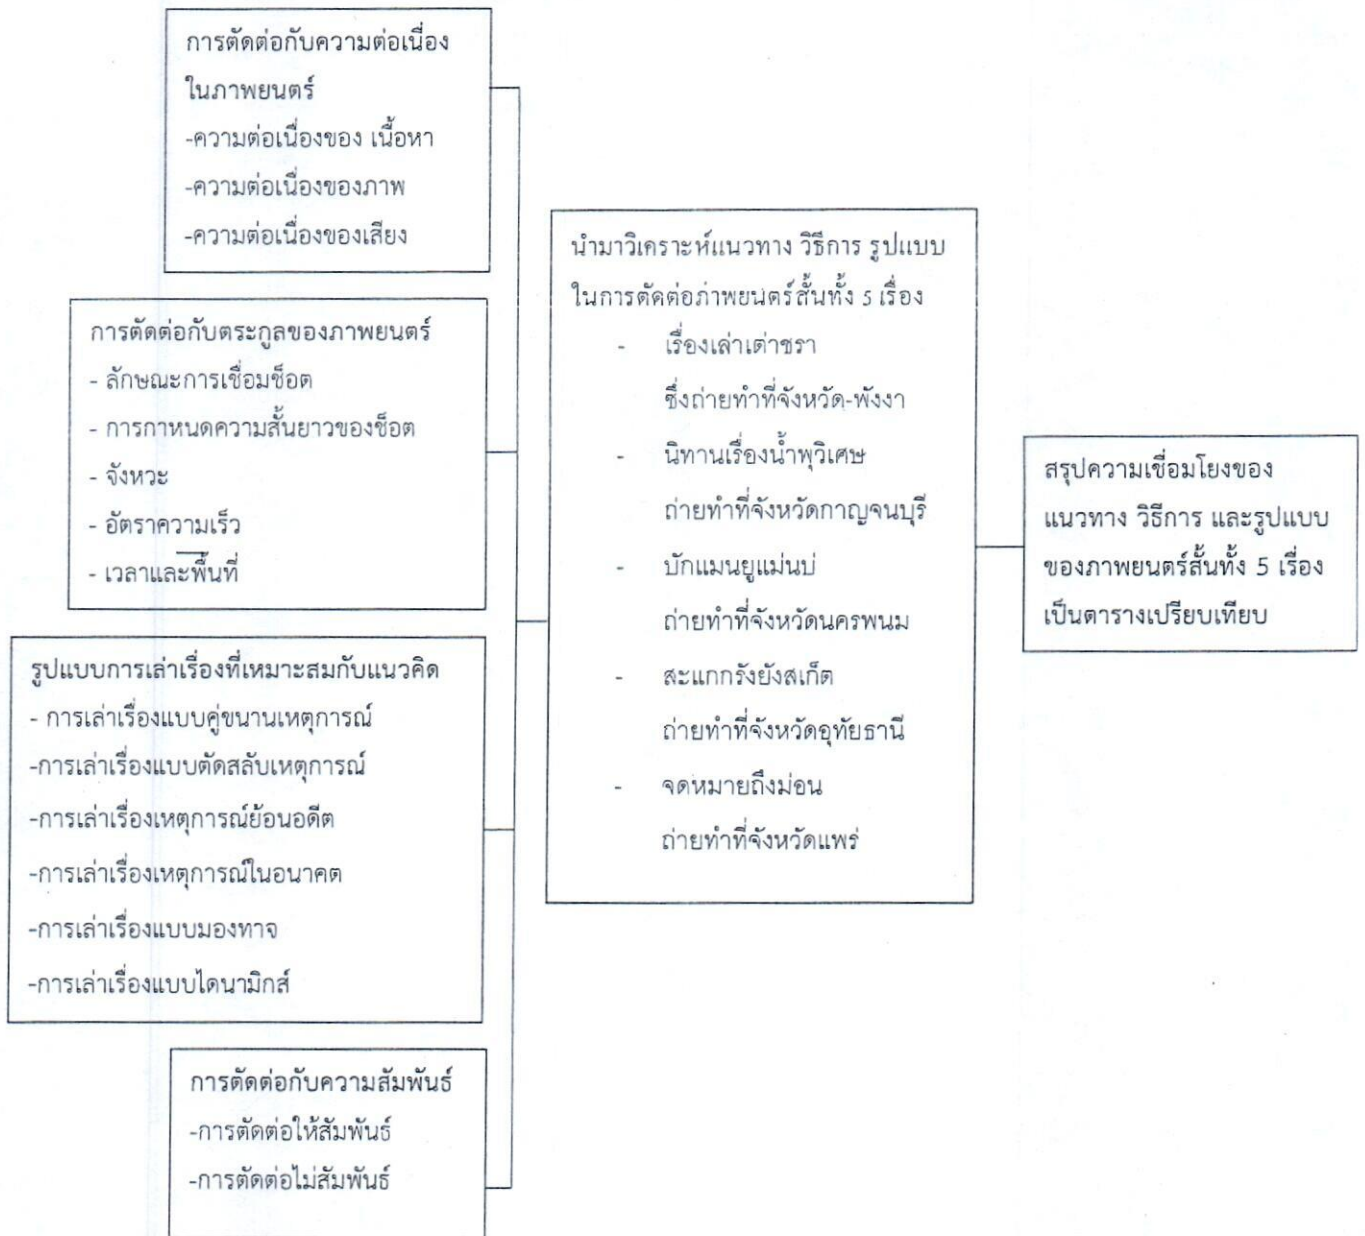 การตัดต่อกับความต่อเนื่อง
ในภาพยนตร์
-ความต่อเนื่องของ เนื้อหา
-ความต่อเนื่องของภาพ
-ความต่อเนื่องของเสียง
การตัดต่อกับตระกูลของภาพยนตร์
- ลักษณะการเชื่อมช็อต
- การกาหนดความสั้นยาวของช็อต
- จังหวะ
- อัตราความเร็ว
- เวลาและพื้นที่
รูปแบบการเล่าเรื่องที่เหมาะสมกับแนวคิด
- การเล่าเรื่องแบบคู่ขนานเหตุการณ์
-การเล่าเรื่องแบบตัดสลับเหตุการณ์
-การเล่าเรื่องเหตุการณ์ย้อนอดีต
-การเล่าเรื่องเหตุการณ์ในอนาคต
-การเล่าเรื่องแบบมองทาจ
-การเล่าเรื่องแบบไดนามิกส์
การตัดต่อกับความสัมพันธ์
-การตัดต่อให้สัมพันธ์
-การตัดต่อไม่สัมพันธ์
นำมาวิเคราะห์แนวทาง วิธีการ รูปแบบ
ในการตัดต่อภาพยนตร์สั้นทั้ง 5 เรื่อง
- เรื่องเล่าเต่าชรา
ซึ่งถ่ายทำที่จังหวัด-พังงา
- นิทานเรื่องน้ำพุวิเศษ
ถ่ายทำที่จังหวัดกาญจนบุรี
- บักแมนยูแม่นบ่
ถ่ายทำที่จังหวัดนครพนม
- สะแกกรังยังสเก็ต
ถ่ายทำที่จังหวัดอุทัยธานี
- จดหมายถึงม่อน
ถ่ายทำที่จังหวัดแพร่
สรุปความเชื่อมโยงของ
แนวทาง วิธีการ และรูปแบบ
ของภาพยนตร์สั้นทั้ง 5 เรื่อง
เป็นตารางเปรียบเทียบ